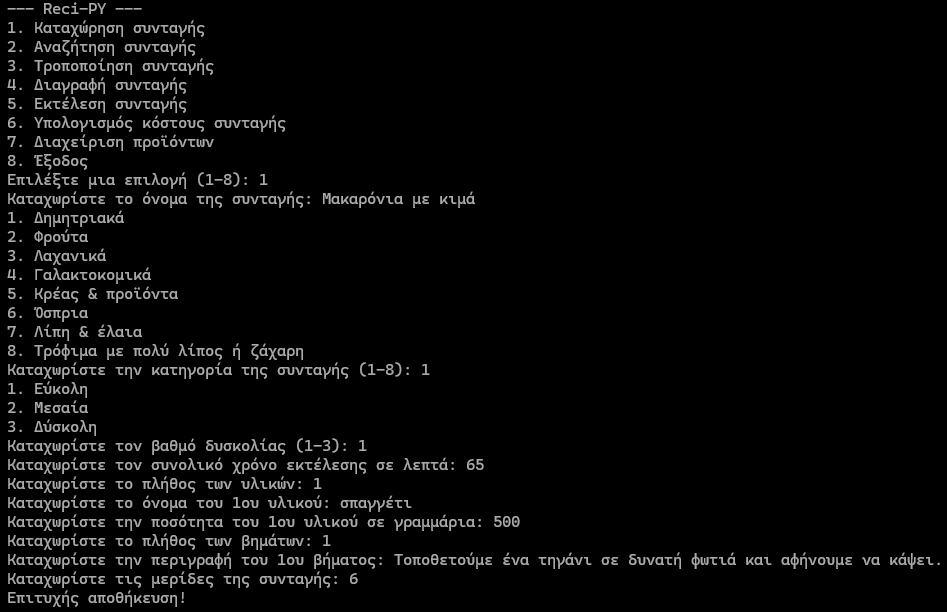 --- Reci-PY ---
1. Καταχώρηση συνταγής
2. Αναζήτηση συνταγής
3. Τροποποίηση συνταγής
4. Διαγραφή συνταγής
5. Εκτέλεση συνταγής
6. Υπολογισμός κόστους συνταγής
7. Διαχείριση προϊόντων
8. Έξοδος
Επιλέξτε μια επιλογή (1-8): 1
Καταχωρίστε το όνομα της συνταγής: Μακαρόνια με κιμά
1. Δημητριακά
2. Φρούτα
3. Λαχανικά
4. Γαλακτοκομικά
5. Κρέας & προϊόντα
6. Όσπρια
7. Λίπη & έλαια
8. Τρόφιμα με πολύ λίπος ή ζάχαρη
Καταχωρίστε την κατηγορία της συνταγής (1-8): 1
1. Εύκολη
2. Μεσαία
3. Δύσκολη
Καταχωρίστε τον βαθμό δυσκολίας (1-3): 1
Καταχωρίστε τον συνολικό χρόνο εκτέλεσης σε λεπτά: 65
Καταχωρίστε το πλήθος των υλικών: 1
Καταχωρίστε το όνομα του 1ου υλικού: σπαγγέτι
Καταχωρίστε την ποσότητα του 1ου υλικού σε γραμμάρια: 500
Καταχωρίστε το πλήθος των βημάτων: 1
Καταχωρίστε την περιγραφή του 1ου βήματος: Τοποθετούμε ένα τηγάνι σε δυνατή φωτιά και αφήνουμε να κάψει.
Καταχωρίστε τις μερίδες της συνταγής: 6
Επιτυχής αποθήκευση!